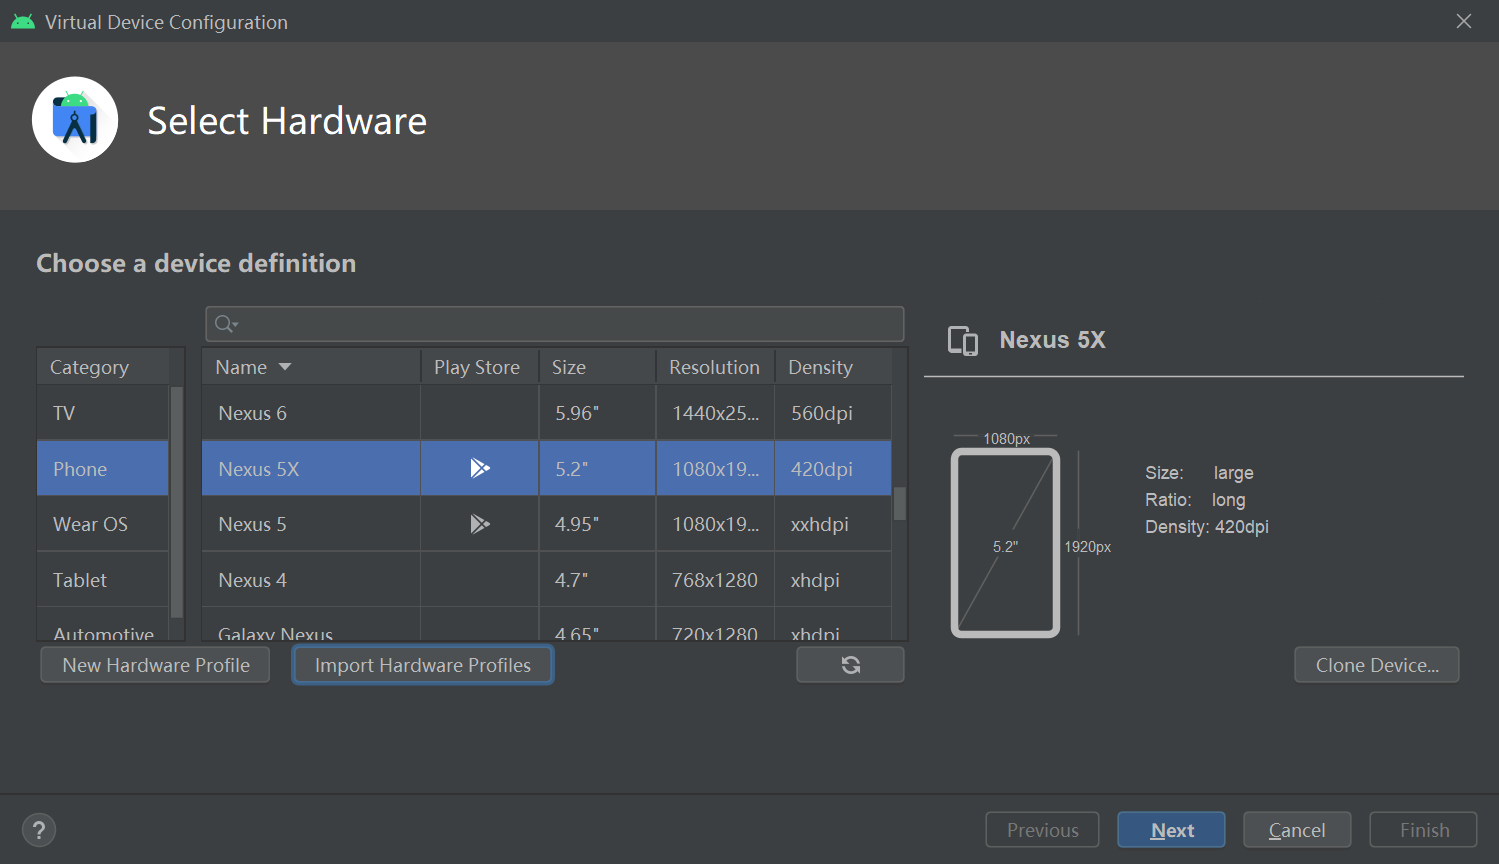 Virtual Device Configuration
Select Hardware
Choose a device definition
Category
TV
Phone
Wear OS
Tablet
Automotive
Name Play Store Size Resolution Density
Nexus 6 5.96" 1440x25... 560dpi
Nexus 5X 5.2" 1080x19... 420dpi
Nexus 5 4.95" 1080x19... xxhdpi
Nexus 4 4.7" 768x1280 xhdpi
Galaxy Nexus 4.65" 720x1280 xhdpi
Nexus 5X
1080px
5.2"
1920px
Size: large
Ratio: long
Density: 420dpi
New Hardware Profile Import Hardware Profiles Clone Device...
? Previous Next Cancel Finish